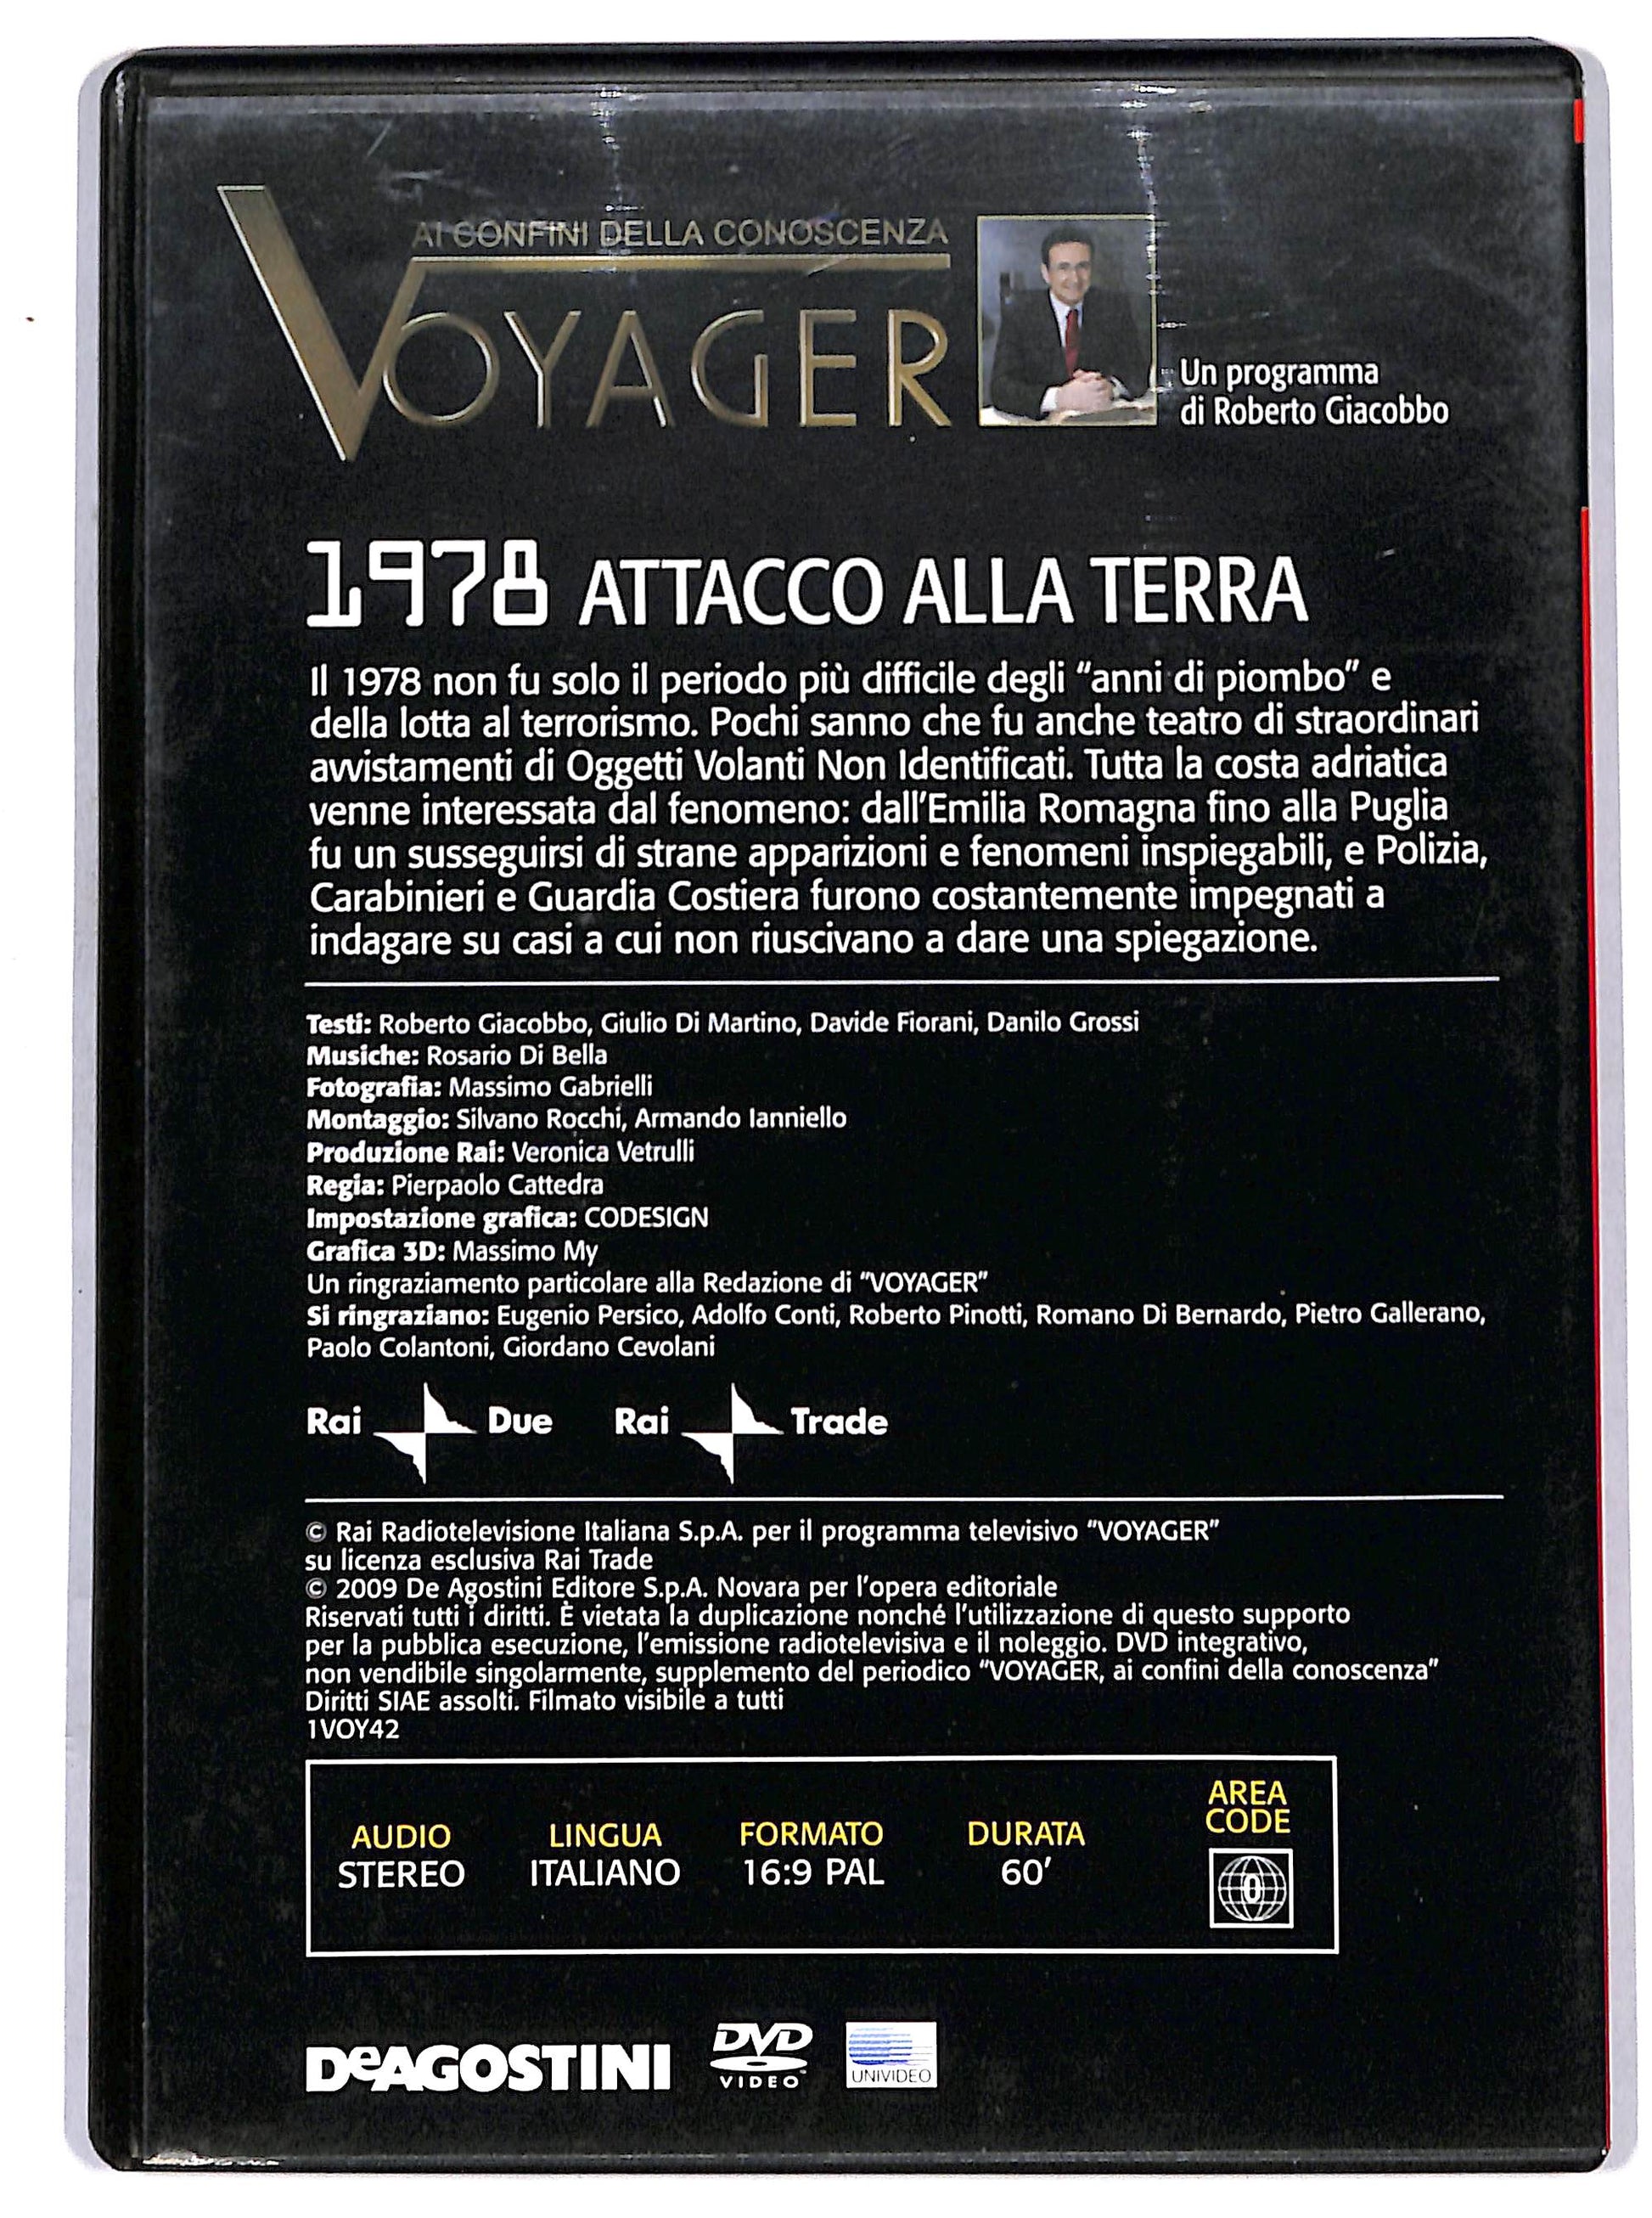 AI CONFINI DELLA CONOSCENZA
VOYAGER
Un programma
di Roberto Giacobbo
1978 ATTACCO ALLA TERRA
Il 1978 non fu solo il periodo più difficile degli “anni di piombo” e
della lotta al terrorismo. Pochi sanno che fu anche teatro di straordinari
avvistamenti di Oggetti Volanti Non Identificati. Tutta la costa adriatica
venne interessata dal fenomeno: dall’Emilia Romagna fino alla Puglia
fu un susseguirsi di strane apparizioni e fenomeni inspiegabili, e Polizia,
Carabinieri e Guardia Costiera furono costantemente impegnati a
indagare su casi a cui non riuscivano a dare una spiegazione.
Testi: Roberto Giacobbo, Giulio Di Martino, Davide Fiorani, Danilo Grossi
Musiche: Rosario Di Bella
Fotografia: Massimo Gabrielli
Montaggio: Silvano Rocchi, Armando Ianniello
Produzione Rai: Veronica Vetrulli
Regia: Pierpaolo Cattedra
Impostazione grafica: CODESIGN
Grafica 3D: Massimo My
Un ringraziamento particolare alla Redazione di “VOYAGER”
Si ringraziano: Eugenio Persico, Adolfo Conti, Roberto Pinotti, Romano Di Bernardo, Pietro Gallerano,
Paolo Colantoni, Giordano Cevolani
Rai Due Rai Trade
© Rai Radiotelevisione Italiana S.p.A. per il programma televisivo “VOYAGER”
su licenza esclusiva Rai Trade
© 2009 De Agostini Editore S.p.A. Novara per l’opera editoriale
Riservati tutti i diritti. È vietata la duplicazione nonché l’utilizzazione di questo supporto
per la pubblica esecuzione, l’emissione radiotelevisiva e il noleggio. DVD integrativo,
non vendibile singolarmente, supplemento del periodico “VOYAGER, ai confini della conoscenza”
Diritti SIAE assolti. Filmato visibile a tutti
1VOY42
AUDIO LINGUA FORMATO DURATA AREA CODE
STEREO ITALIANO 16:9 PAL 60’ 0
DeAGOSTINI DVD VIDEO UNIVIDEO